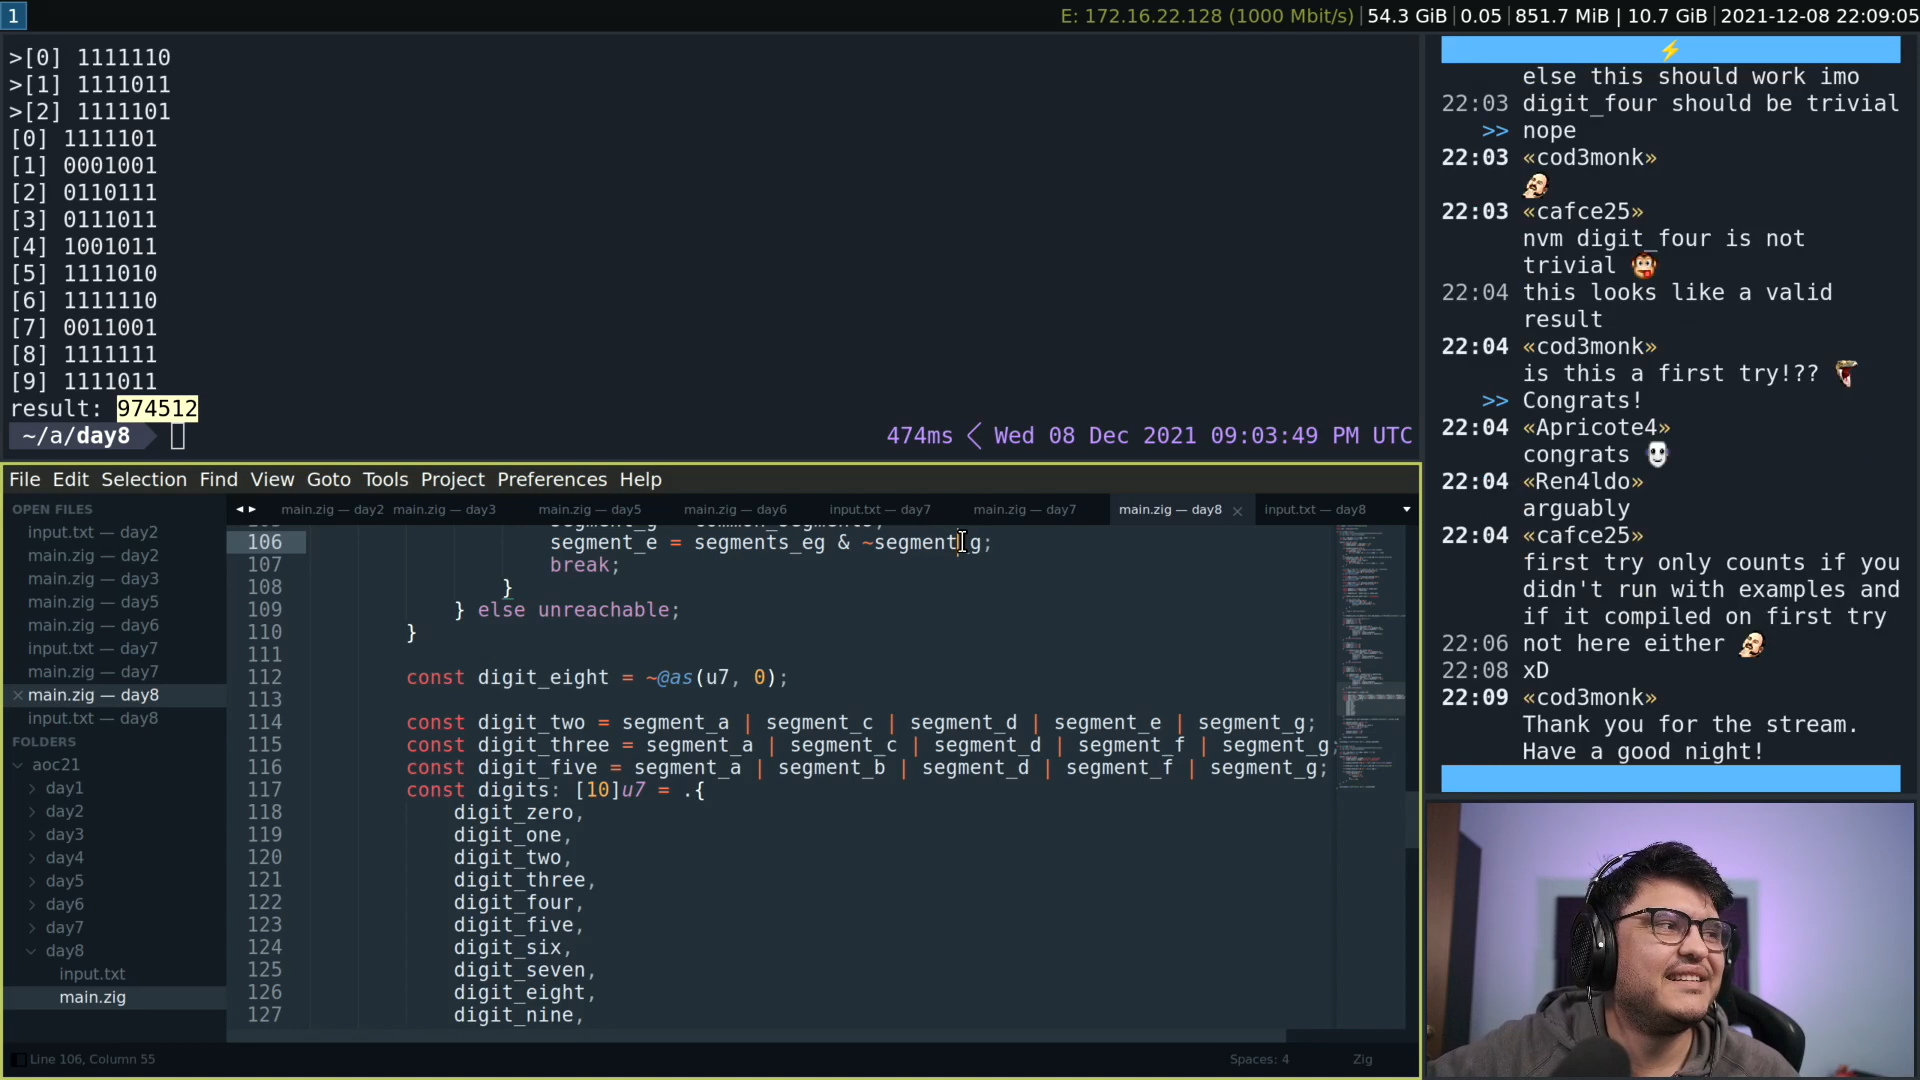 1
E: 172.16.22.128 (1000 Mbit/s) | 54.3 GiB | 0.05 | 851.7 MiB | 10.7 GiB | 2021-12-08 22:09:05
>[0] 1111110
>[1] 1111011
>[2] 1111101
[0] 1111101
[1] 0001001
[2] 0110111
[3] 0111011
[4] 1001011
[5] 1111010
[6] 1111110
[7] 0011001
[8] 1111111
[9] 1111011
result: 974512
~/a/day8
474ms < Wed 08 Dec 2021 09:03:49 PM UTC
File Edit Selection Find View Goto Tools Project Preferences Help
OPEN FILES
input.txt — day2
main.zig — day2
main.zig — day3
main.zig — day5
main.zig — day6
input.txt — day7
main.zig — day7
× main.zig — day8
input.txt — day8
FOLDERS
aoc21
day1
day2
day3
day4
day5
day6
day7
day8
input.txt
main.zig
main.zig — day2 main.zig — day3 main.zig — day5 main.zig — day6 input.txt — day7 main.zig — day7 main.zig — day8 × input.txt — day8
106 segment_e = segments_eg & ~segment_g;
107 break;
108 }
109 } else unreachable;
110 }
111
112 const digit_eight = ~@as(u7, 0);
113
114 const digit_two = segment_a | segment_c | segment_d | segment_e | segment_g;
115 const digit_three = segment_a | segment_c | segment_d | segment_f | segment_g;
116 const digit_five = segment_a | segment_b | segment_d | segment_f | segment_g;
117 const digits: [10]u7 = .{
118 digit_zero,
119 digit_one,
120 digit_two,
121 digit_three,
122 digit_four,
123 digit_five,
124 digit_six,
125 digit_seven,
126 digit_eight,
127 digit_nine,
Line 106, Column 55
Spaces: 4
Zig
else this should work imo
22:03 digit_four should be trivial
>> nope
22:03 «cod3monk»
22:03 «cafce25»
nvm digit_four is not
trivial
22:04 this looks like a valid
result
22:04 «cod3monk»
is this a first try!??
>> Congrats!
22:04 «Apricote4»
congrats
22:04 «Ren4ldo»
arguably
22:04 «cafce25»
first try only counts if you
didn't run with examples and
if it compiled on first try
22:06 not here either
22:08 xD
22:09 «cod3monk»
Thank you for the stream.
Have a good night!